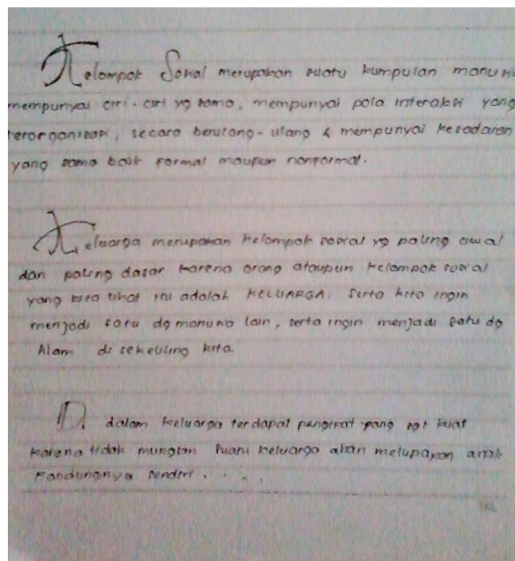 Kelompok Sosial merupakan suatu kumpulan manusi
mempunyai ciri-ciri yg sama, mempunyai pola interaksi yang
terorganisasi, secara berulang-ulang & mempunyai kesadaran
yang sama baik formal maupun nonformal.
Keluarga merupakan kelompok sosial yg paling awal
dan paling dasar karena orang ataupun kelompok sosial
yang kita lihat itu adalah KELUARGA. Serta kita ingin
menjadi satu dg manusia lain, serta ingin menjadi satu dg
Alam di sekeliling kita.
Di dalam keluarga terdapat pengikat yang sgt kuat
karena tidak mungkin suatu keluarga akan melupakan anak
kandungnya sendiri . . . .